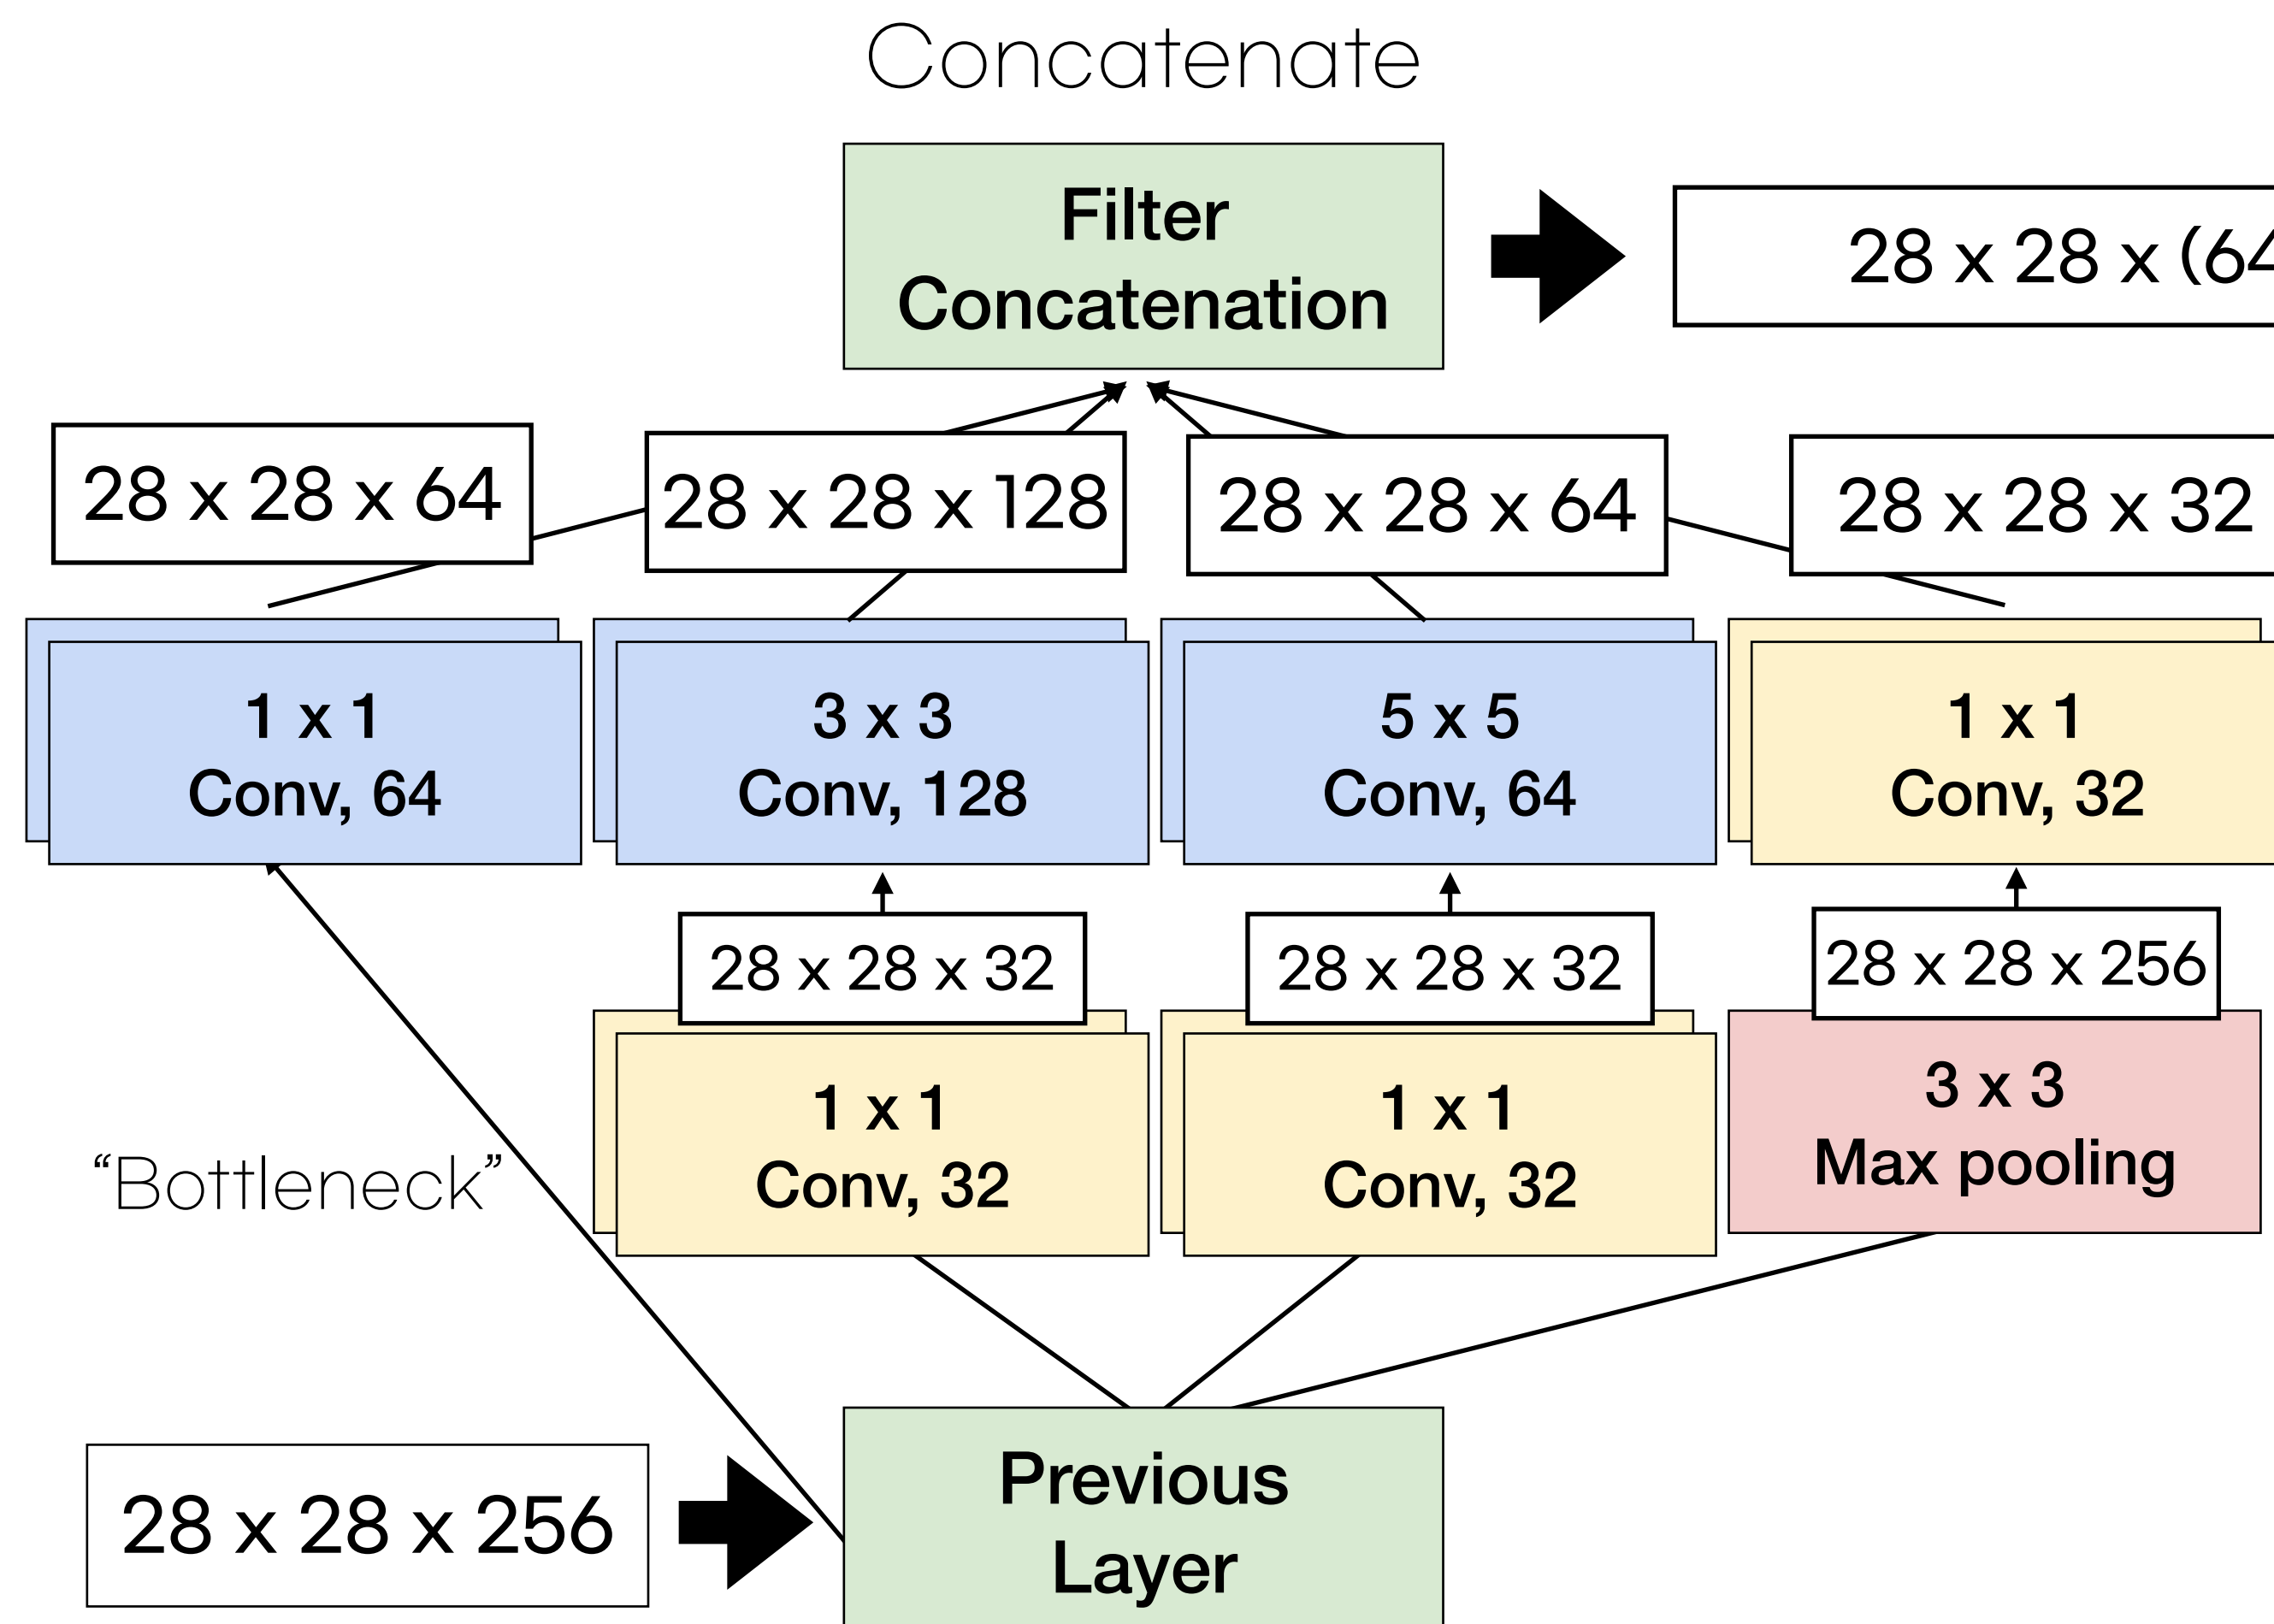 Concatenate
Filter
Concatenation
28 x 28 x (64
28 x 28 x 64
28 x 28 x 128
28 x 28 x 64
28 x 28 x 32
1 x 1
Conv, 64
3 x 3
Conv, 128
5 x 5
Conv, 64
1 x 1
Conv, 32
28 x 28 x 32
28 x 28 x 32
28 x 28 x 256
1 x 1
Conv, 32
1 x 1
Conv, 32
3 x 3
Max pooling
“Bottleneck”
28 x 28 x 256
Previous
Layer